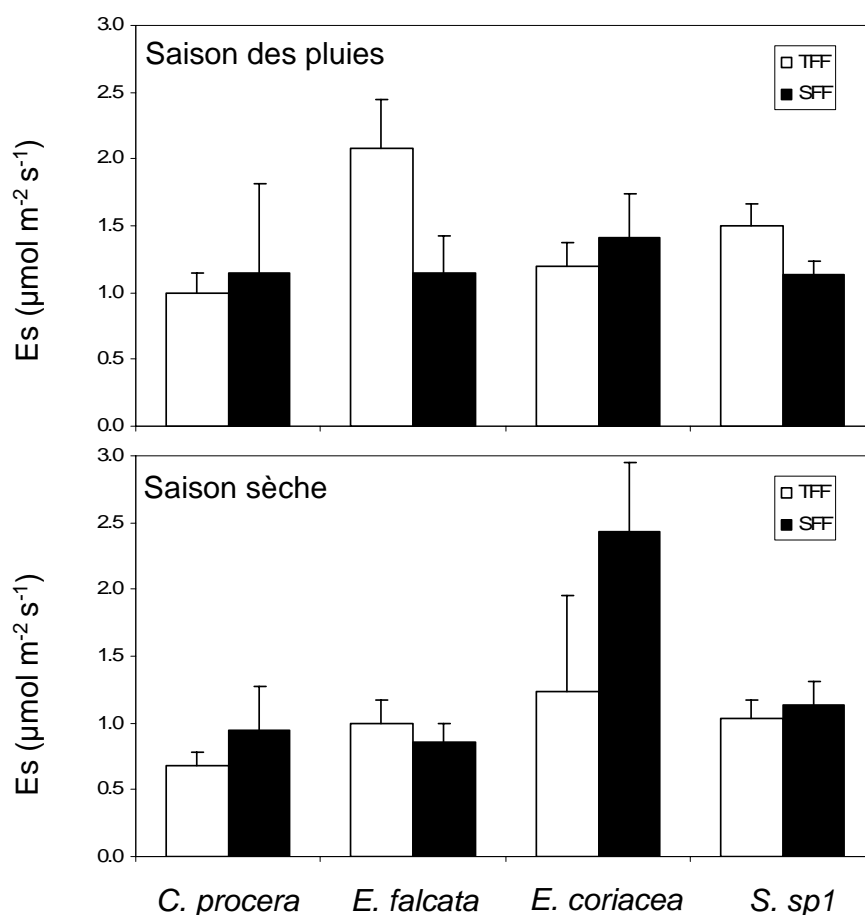 3.0
Saison des pluies
TFF
SFF
2.5
2.0
1.5
1.0
0.5
0.0
Es (µmol m-2 s-1)
3.0
Saison sèche
TFF
SFF
2.5
2.0
1.5
1.0
0.5
0.0
Es (µmol m-2 s-1)
C. procera E. falcata E. coriacea S. sp1